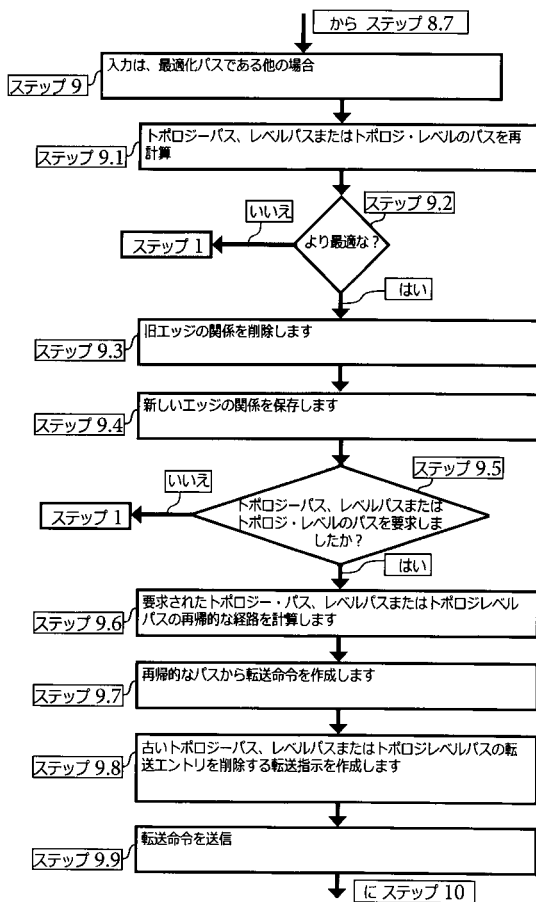 から ステップ 8.7
ステップ 9
入力は、最適化パスである他の場合
ステップ 9.1
トポロジーパス、レベルパスまたはトポロジ・レベルのパスを再
計算
ステップ 9.2
いいえ
ステップ 1
より最適な？
はい
ステップ 9.3
旧エッジの関係を削除します
ステップ 9.4
新しいエッジの関係を保存します
ステップ 9.5
いいえ
ステップ 1
トポロジーパス、レベルパスまたは
トポロジ・レベルのパスを要求しま
したか？
はい
ステップ 9.6
要求されたトポロジー・パス、レベルパスまたはトポロジレベル
パスの再帰的な経路を計算します
ステップ 9.7
再帰的なパスから転送命令を作成します
ステップ 9.8
古いトポロジーパス、レベルパスまたはトポロジレベルパスの転
送エントリを削除する転送指示を作成します
ステップ 9.9
転送命令を送信
に ステップ 10